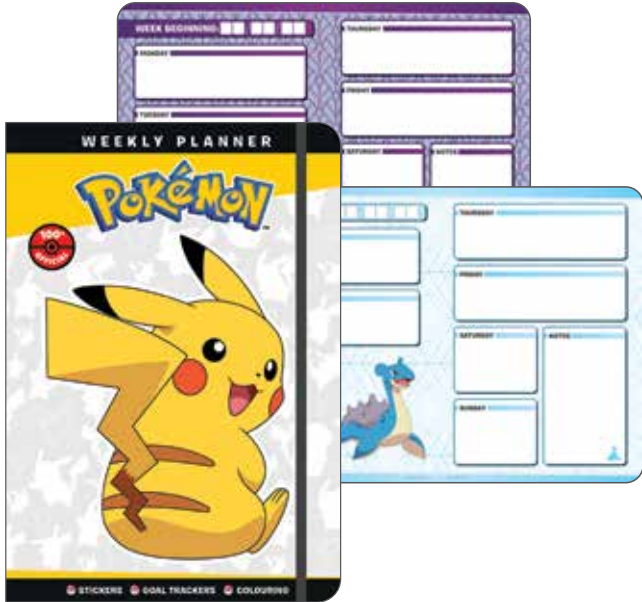 WEEK BEGINNING:
MONDAY
TUESDAY
THURSDAY
FRIDAY
SATURDAY
NOTES
WEEKLY PLANNER
POKéMON
TM
100%
OFFICIAL
STICKERS GOAL TRACKERS COLOURING
THURSDAY
FRIDAY
SATURDAY
NOTES
SUNDAY